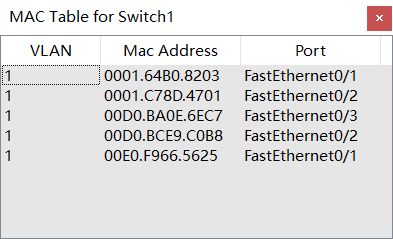 MAC Table for Switch1
VLAN Mac Address Port
1 0001.64B0.8203 FastEthernet0/1
1 0001.C78D.4701 FastEthernet0/2
1 00D0.BA0E.6EC7 FastEthernet0/3
1 00D0.BCE9.C0B8 FastEthernet0/2
1 00E0.F966.5625 FastEthernet0/1